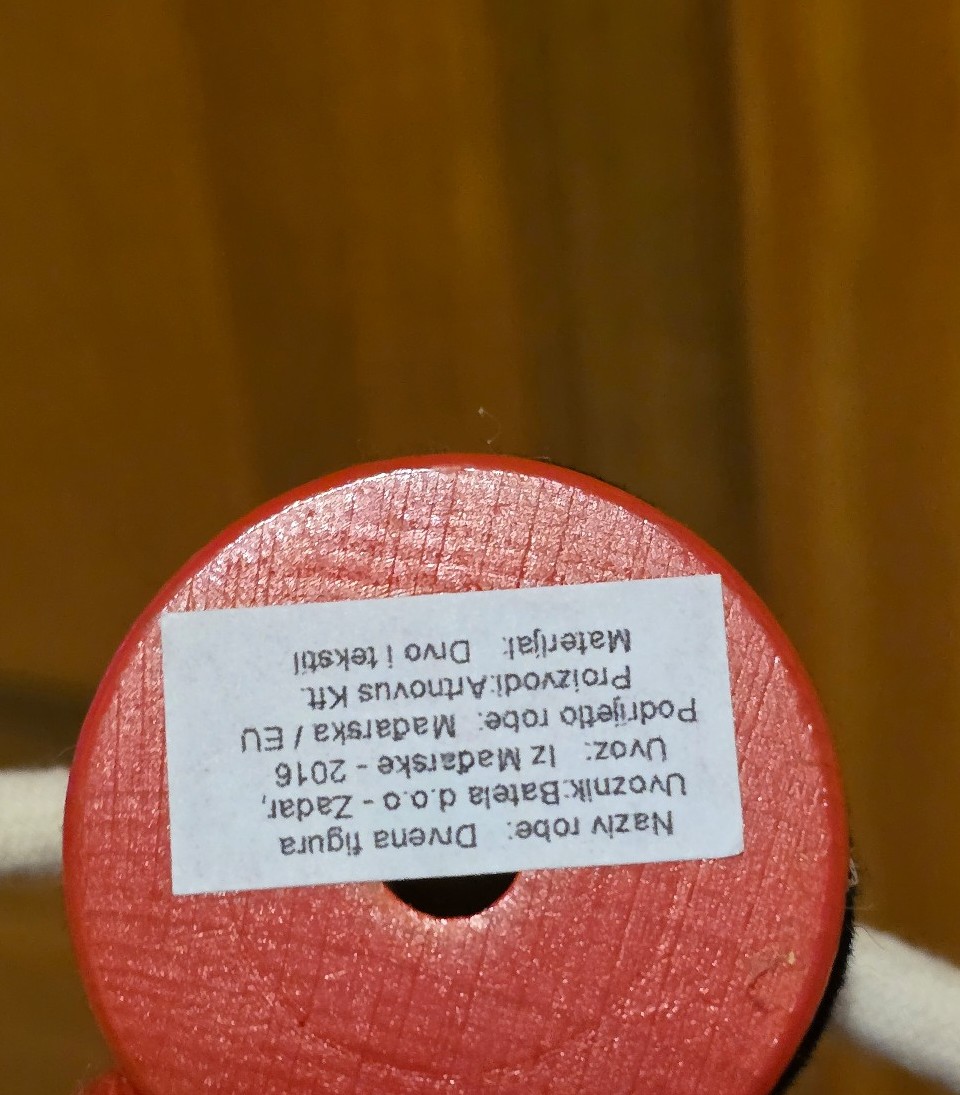 Naziv robe: Drvena figura
Uvoznik:Batela d.o.o - Zadar,
Uvoz: Iz Mađarske - 2016
Podrijetlo robe: Mađarska / EU
Proizvodi:Artnovus Kft.
Materijal: Drvo i tekstil